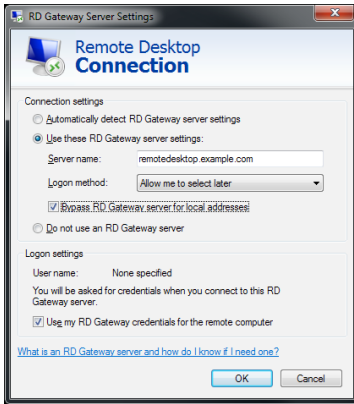 RD Gateway Server Settings
Remote Desktop
Connection
Connection settings
Automatically detect RD Gateway server settings
Use these RD Gateway server settings:
Server name: remotedesktop.example.com
Logon method: Allow me to select later
Bypass RD Gateway server for local addresses
Do not use an RD Gateway server
Logon settings
User name: None specified
You will be asked for credentials when you connect to this RD
Gateway server.
Use my RD Gateway credentials for the remote computer
What is an RD Gateway server and how do I know if I need one?
OK Cancel